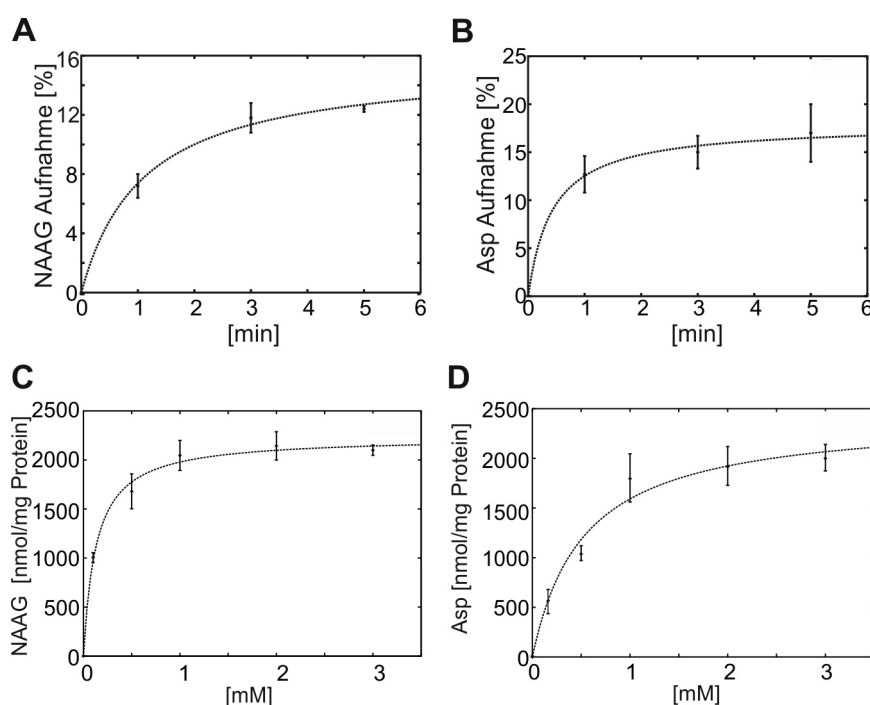 A
NAAG Aufnahme [%]
16
12
8
4
0
0 1 2 3 4 5 6
[min]
B
Asp Aufnahme [%]
25
20
15
10
5
0
0 1 2 3 4 5 6
[min]
C
NAAG [nmol/mg Protein]
2500
2000
1500
1000
500
0
0 1 2 3
[mM]
D
Asp [nmol/mg Protein]
2500
2000
1500
1000
500
0
0 1 2 3
[mM]